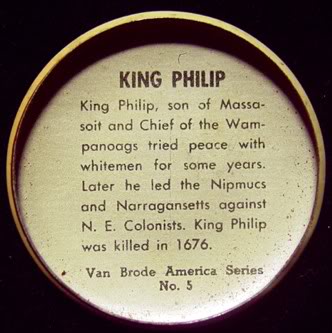 KING PHILIP
King Philip, son of Massa-
soit and Chief of the Wam-
panoags tried peace with
whitemen for some years.
Later he led the Nipmucs
and Narragansetts against
N. E. Colonists. King Philip
was killed in 1676.
Van Brode America Series
No. 5